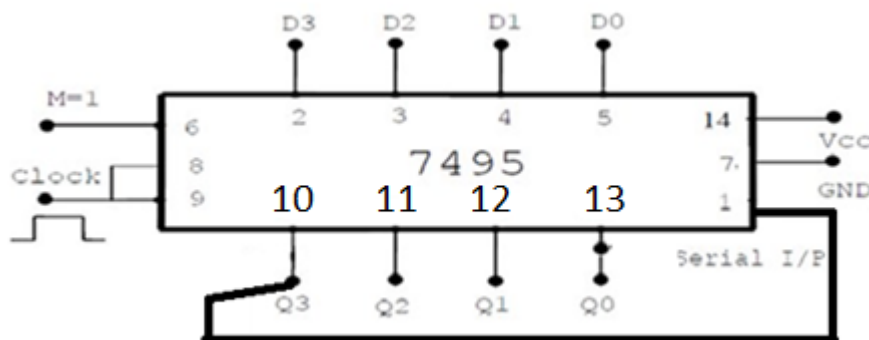 D3 D2 D1 D0
M=1
6 2 3 4 5 14
Vcc
8 7495 7.
Clock
GND
9 10 11 12 13 1
Serial I/P
Q3 Q2 Q1 Q0